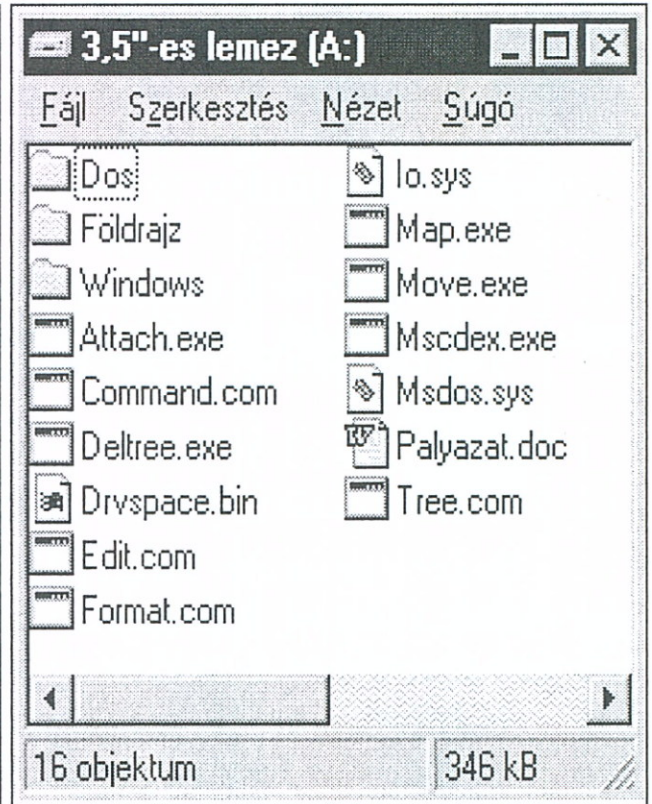 3,5"-es lemez (A:)
Fájl Szerkesztés Nézet Súgó
Dos
Földrajz
Windows
Attach.exe
Command.com
Deltree.exe
Drvspace.bin
Edit.com
Format.com
Io.sys
Map.exe
Move.exe
Mscdex.exe
Msdos.sys
Palyazat.doc
Tree.com
16 objektum 346 kB